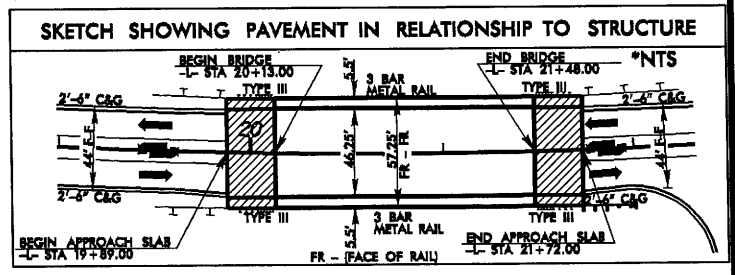 SKETCH SHOWING PAVEMENT IN RELATIONSHIP TO STRUCTURE
BEGIN BRIDGE
-L- STA 20+13.00
5.5'
END BRIDGE
-L- STA 21+48.00
*NTS
TYPE III
3 BAR
METAL RAIL
TYPE III
2'-6" C&G
2'-6" C&G
44' F-F
20
46.25'
57.25'
FR - FR
44' F-F
2'-6" C&G
2'-6" C&G
TYPE III
3 BAR
METAL RAIL
TYPE III
BEGIN APPROACH SLAB
-L- STA 19+89.00
5.5'
FR - (FACE OF RAIL)
END APPROACH SLAB
-L- STA 21+72.00